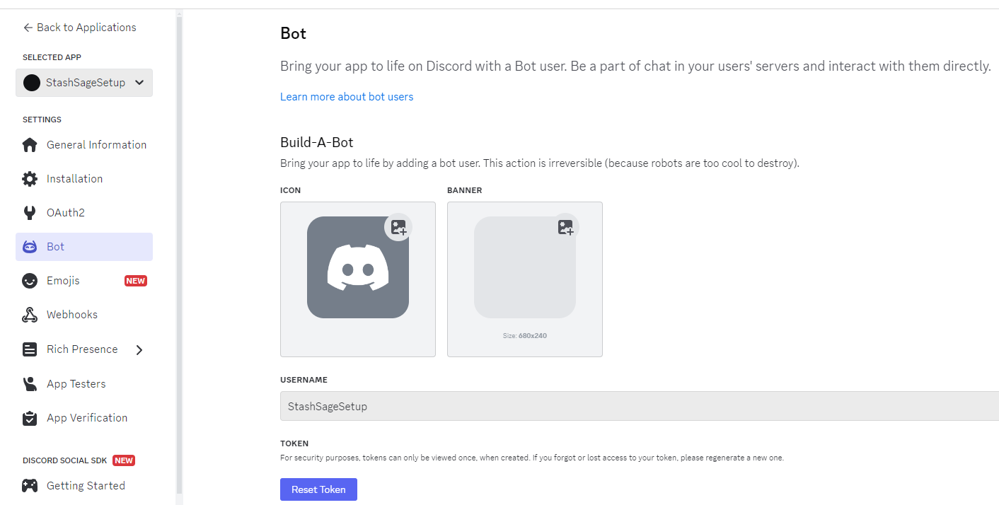 Back to Applications
SELECTED APP
StashSageSetup
SETTINGS
General Information
Installation
OAuth2
Bot
Emojis NEW
Webhooks
Rich Presence
App Testers
App Verification
DISCORD SOCIAL SDK NEW
Getting Started
Bot
Bring your app to life on Discord with a Bot user. Be a part of chat in your users' servers and interact with them directly.
Learn more about bot users
Build-A-Bot
Bring your app to life by adding a bot user. This action is irreversible (because robots are too cool to destroy).
ICON BANNER
Size: 680x240
USERNAME
StashSageSetup
TOKEN
For security purposes, tokens can only be viewed once, when created. If you forgot or lost access to your token, please regenerate a new one.
Reset Token